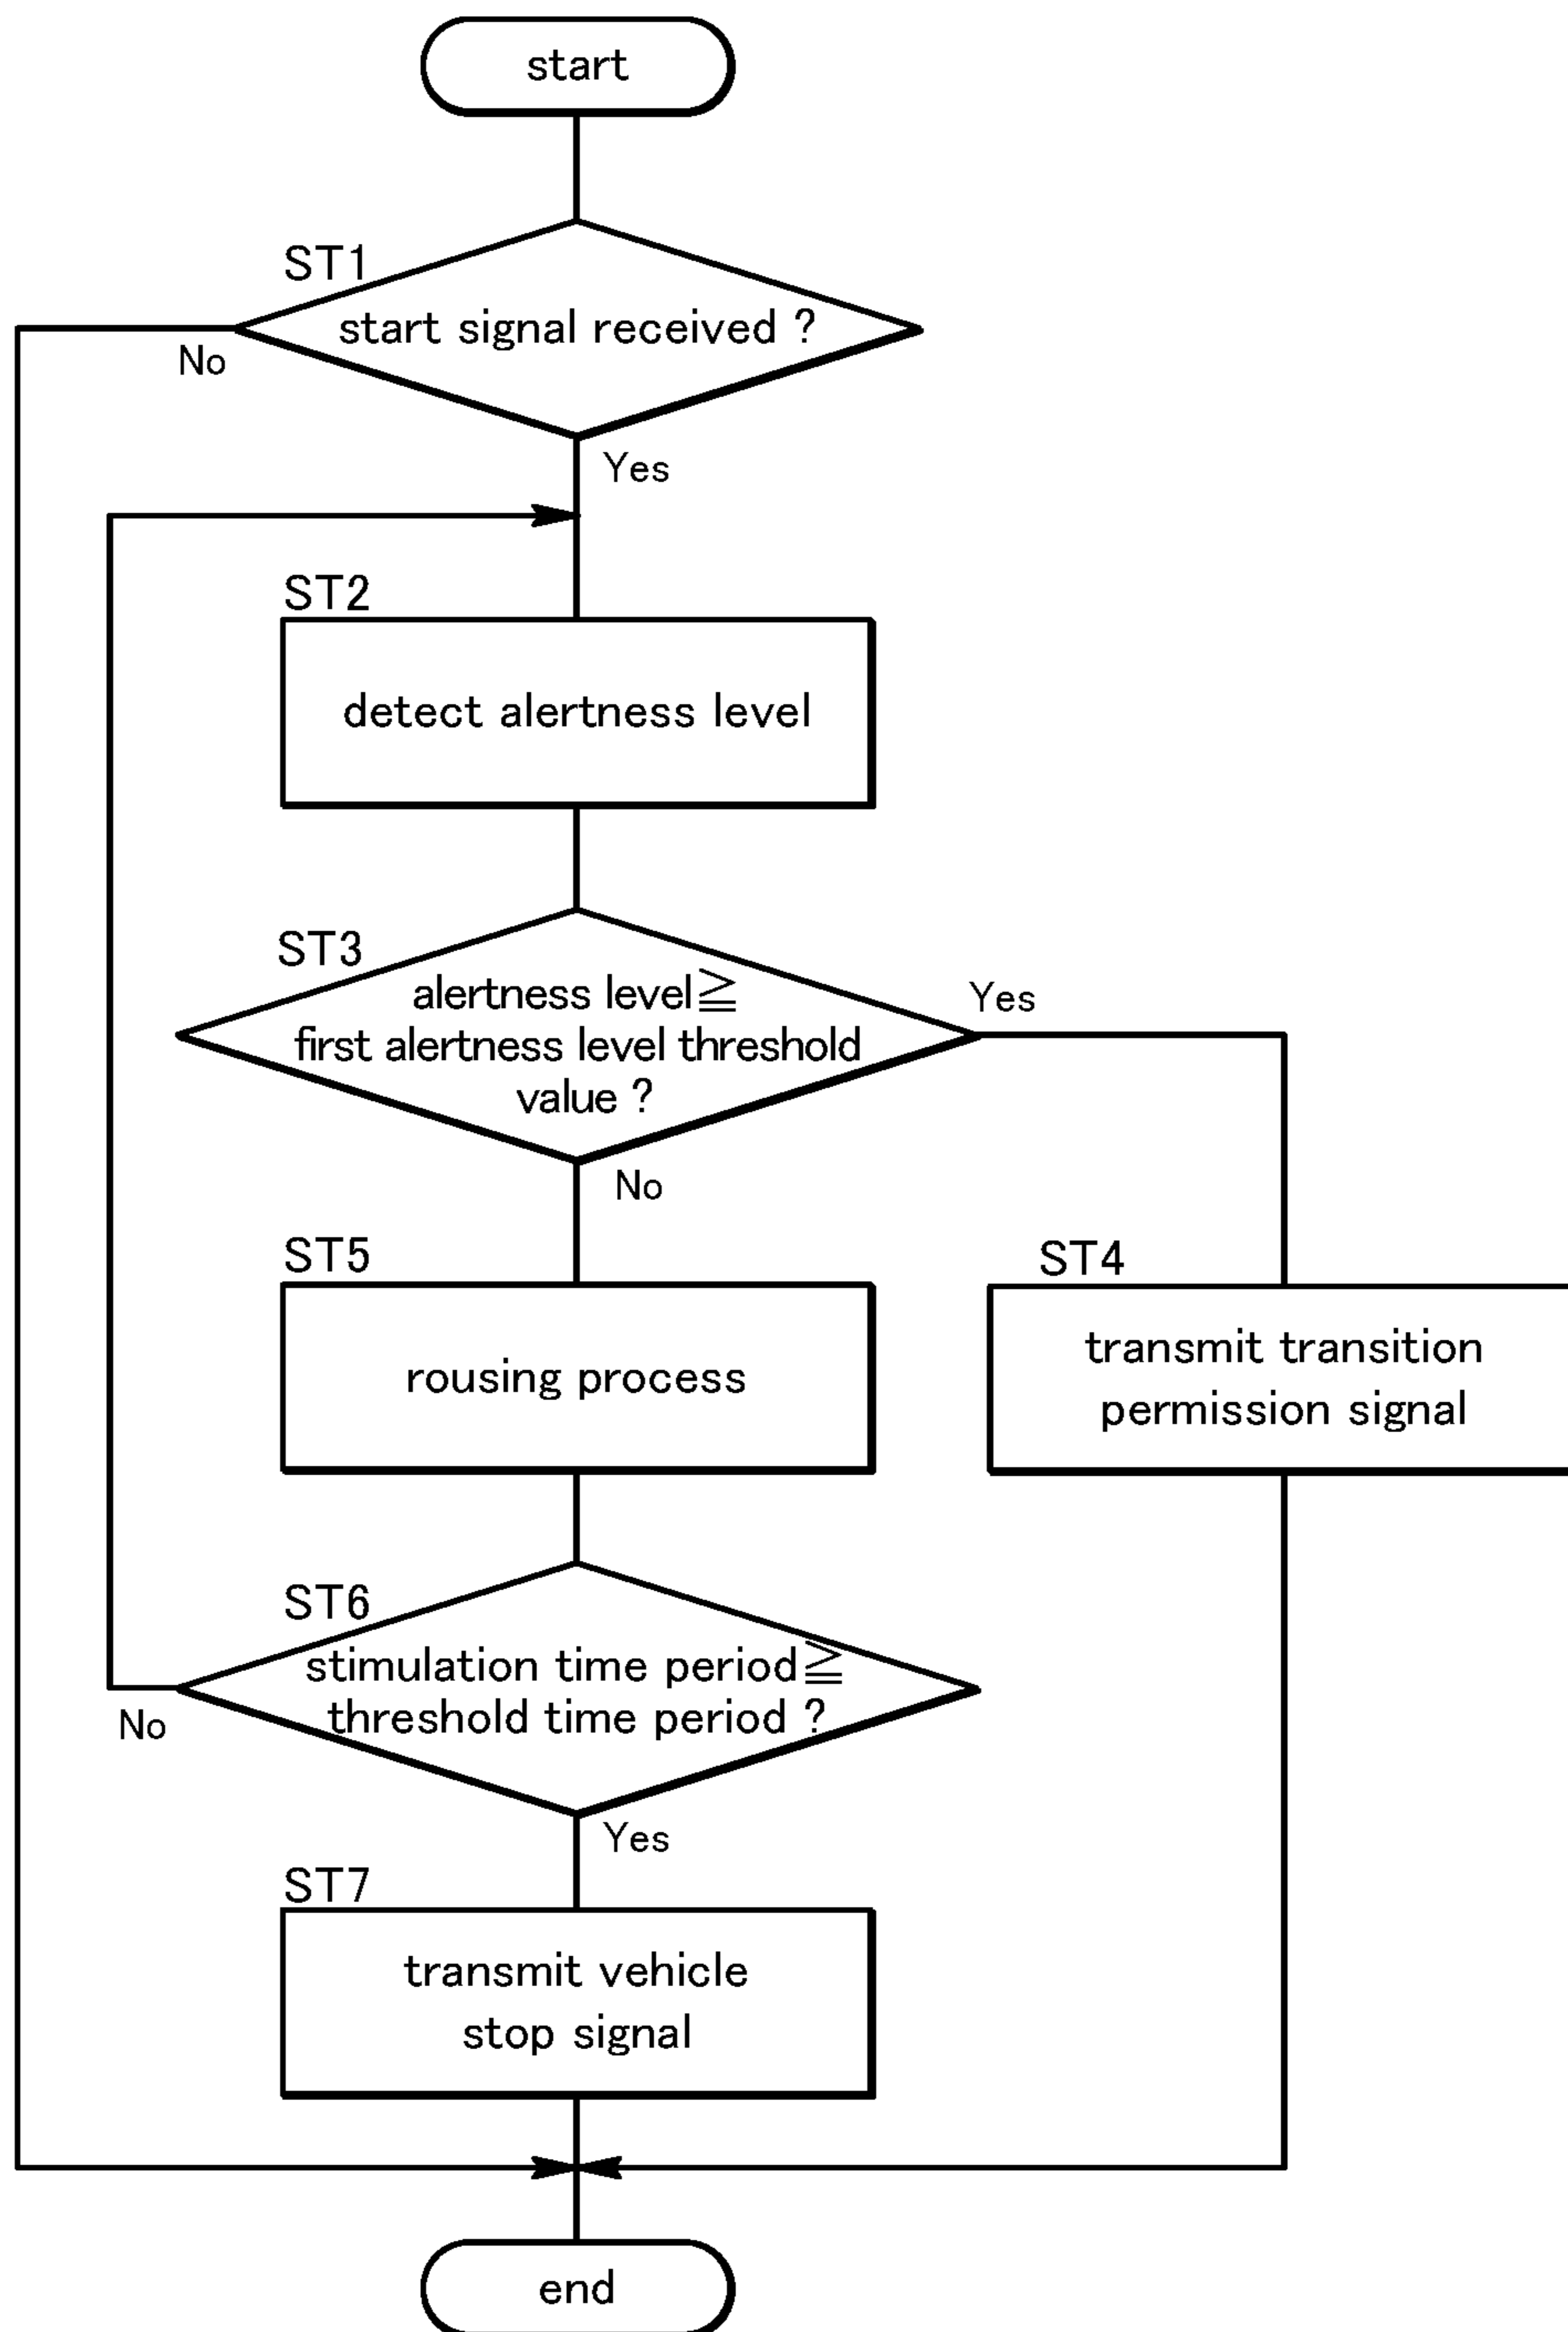 start
ST1
start signal received ?
No
Yes
ST2
detect alertness level
ST3
alertness level≧
first alertness level threshold
value ?
Yes
No
ST5
rousing process
ST4
transmit transition
permission signal
ST6
stimulation time period≧
threshold time period ?
No
Yes
ST7
transmit vehicle
stop signal
end